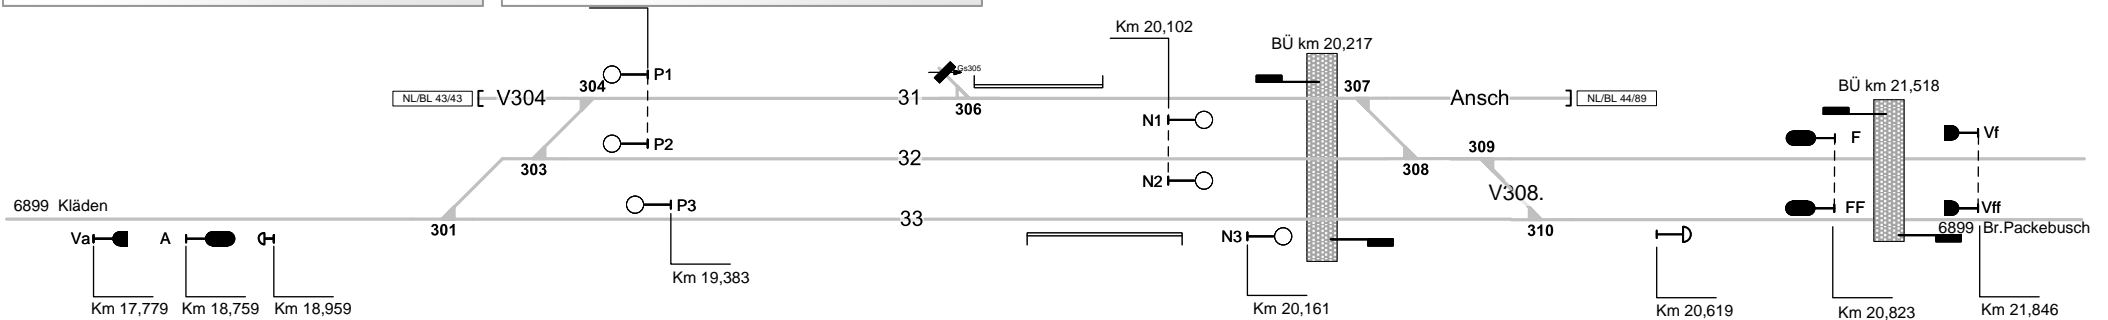 Km 20,102
BÜ km 20,217
P1
304
Gs305
307
BÜ km 21,518
NL/BL 43/43
V304
31
306
Ansch
NL/BL 44/89
N1
F
Vf
P2
303
32
309
308
N2
V308.
6899 Kläden
P3
FF
Vff
33
301
310
6899 Br.Packebusch
Va
A
N3
Km 19,383
Km 17,779
Km 18,759
Km 18,959
Km 20,161
Km 20,619
Km 20,823
Km 21,846